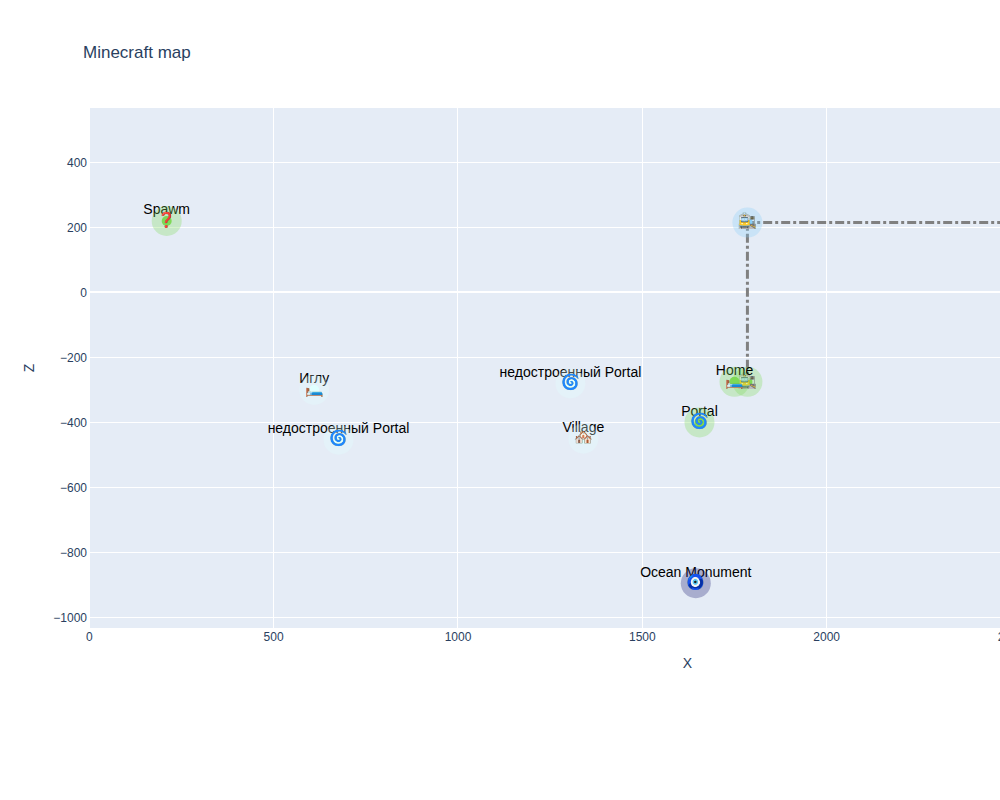 Minecraft map
400
200
0
−200
−400
−600
−800
−1000
Z
Spawm
Иглу
недостроенный Portal
недостроенный Portal
Village
Home
Portal
Ocean Monument
0
500
1000
1500
2000
X